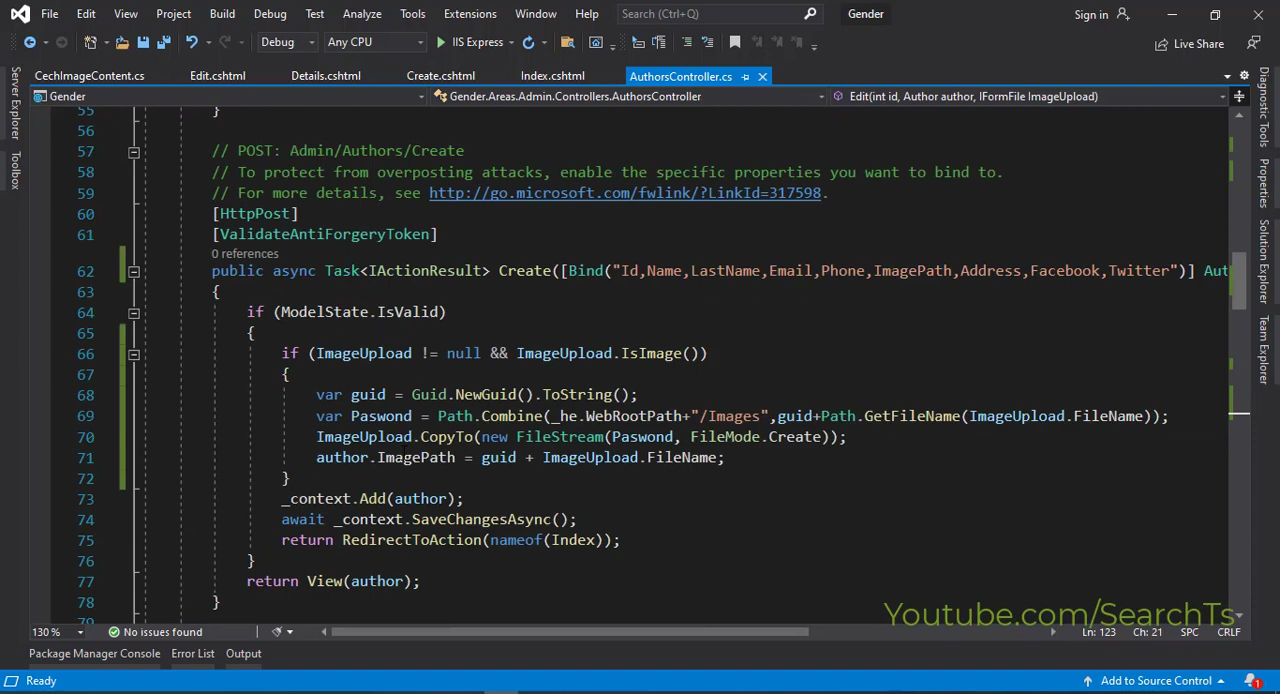 File Edit View Project Build Debug Test Analyze Tools Extensions Window Help Search (Ctrl+Q) Gender Sign in
Debug Any CPU IIS Express Live Share
CechImageContent.cs Edit.cshtml Details.cshtml Create.cshtml Index.cshtml AuthorsController.cs
Gender Gender.Areas.Admin.Controllers.AuthorsController Edit(int id, Author author, IFormFile ImageUpload)
Server Explorer
Toolbox
Diagnostic Tools
Properties
Solution Explorer
Team Explorer
55 }
56
57 // POST: Admin/Authors/Create
58 // To protect from overposting attacks, enable the specific properties you want to bind to.
59 // For more details, see http://go.microsoft.com/fwlink/?LinkId=317598.
60 [HttpPost]
61 [ValidateAntiForgeryToken]
0 references
62 public async Task<IActionResult> Create([Bind("Id,Name,LastName,Email,Phone,ImagePath,Address,Facebook,Twitter")] Aut
63 {
64 if (ModelState.IsValid)
65 {
66 if (ImageUpload != null && ImageUpload.IsImage())
67 {
68 var guid = Guid.NewGuid().ToString();
69 var Paswond = Path.Combine(_he.WebRootPath+"/Images",guid+Path.GetFileName(ImageUpload.FileName));
70 ImageUpload.CopyTo(new FileStream(Paswond, FileMode.Create));
71 author.ImagePath = guid + ImageUpload.FileName;
72 }
73 _context.Add(author);
74 await _context.SaveChangesAsync();
75 return RedirectToAction(nameof(Index));
76 }
77 return View(author);
78 }
79
Youtube.com/SearchTs
130 % No issues found Ln: 123 Ch: 21 SPC CRLF
Package Manager Console Error List Output
Ready Add to Source Control 1